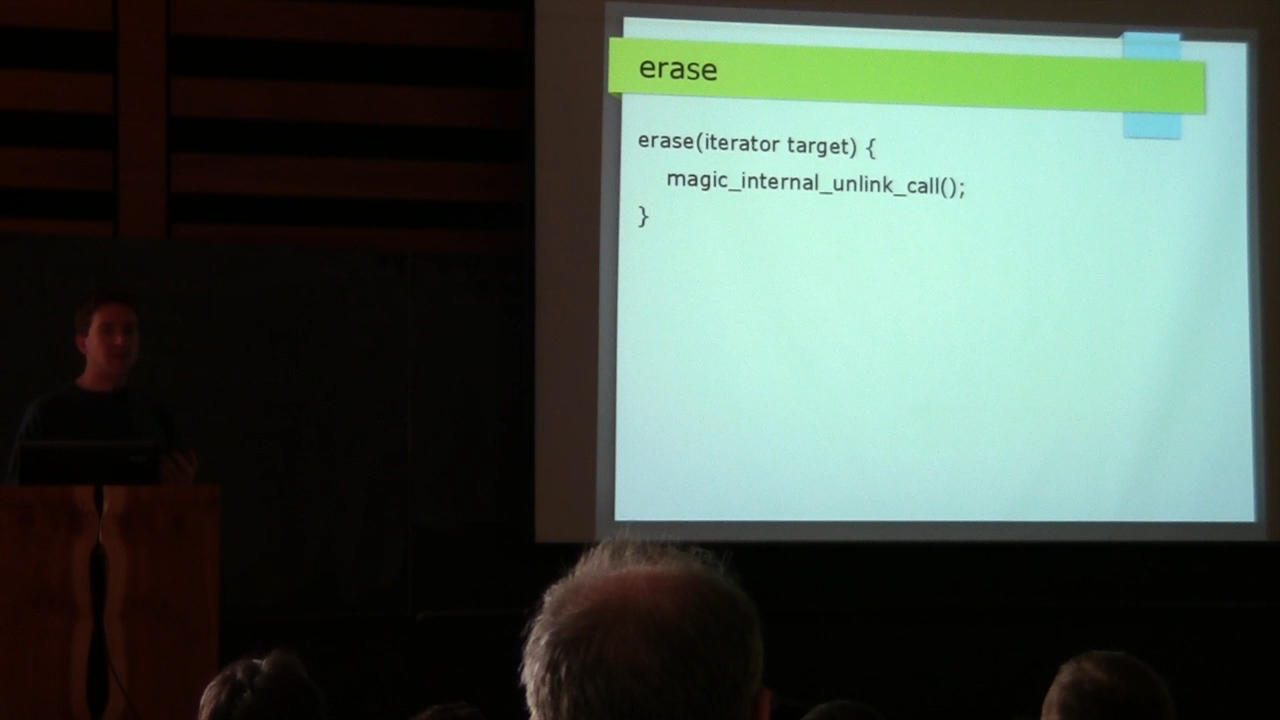 erase
erase(iterator target) {
magic_internal_unlink_call();
}